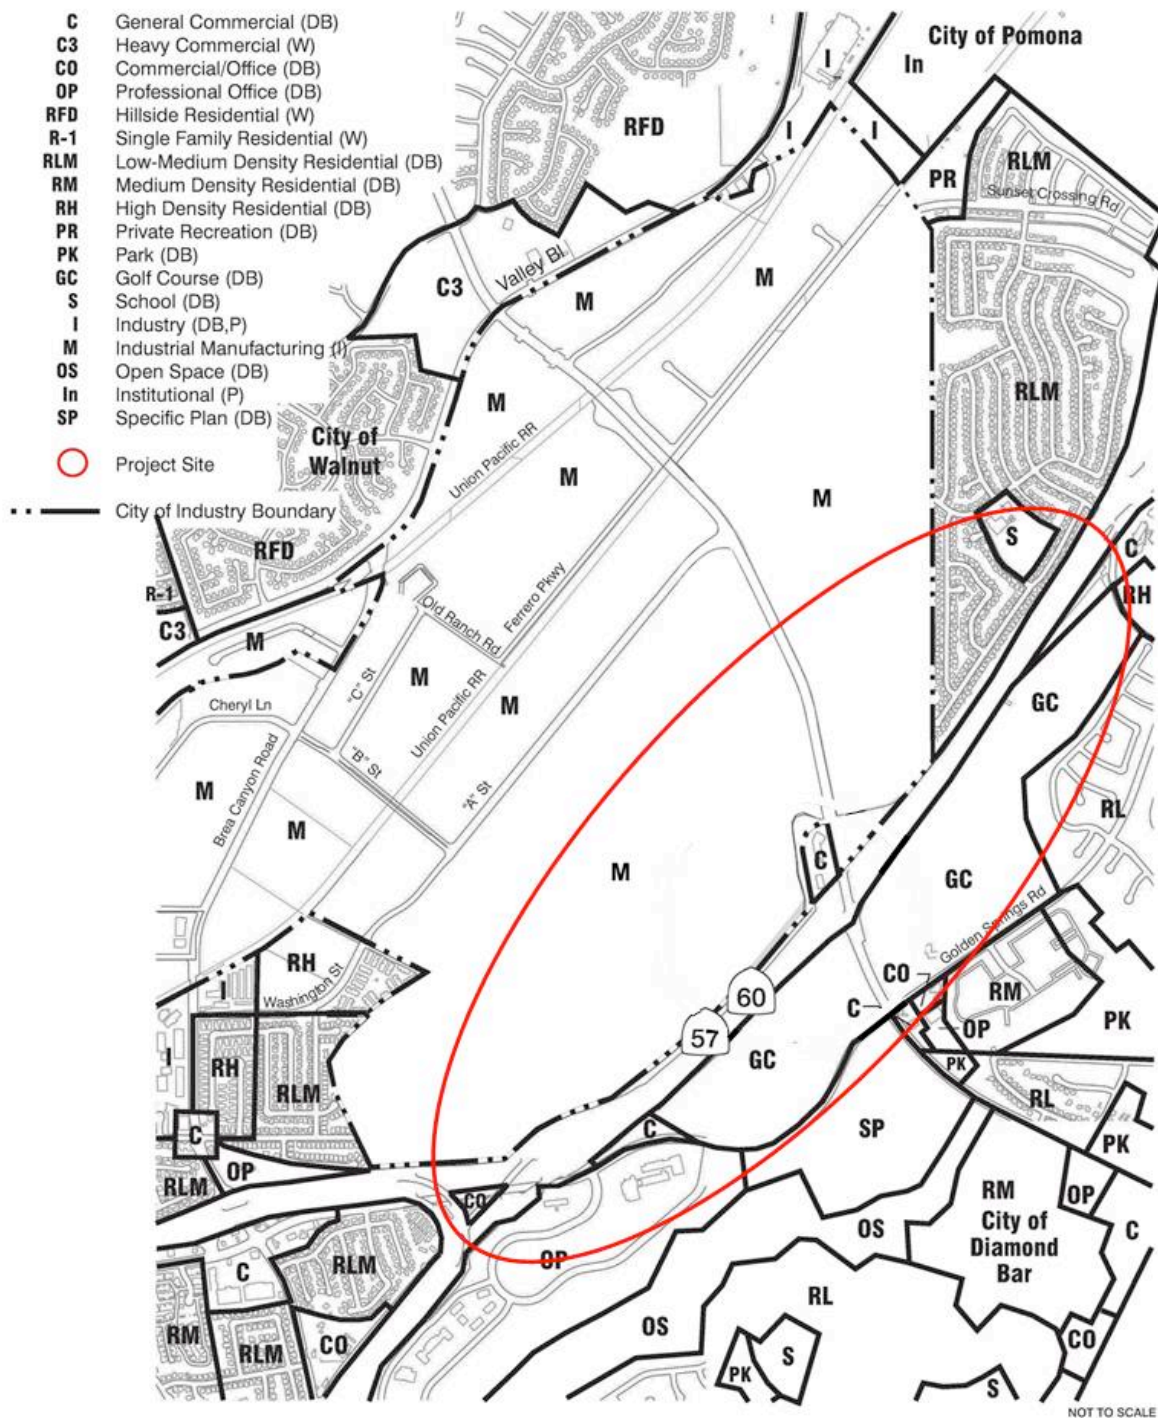 C General Commercial (DB)
C3 Heavy Commercial (W)
CO Commercial/Office (DB)
OP Professional Office (DB)
RFD Hillside Residential (W)
R-1 Single Family Residential (W)
RLM Low-Medium Density Residential (DB)
RM Medium Density Residential (DB)
RH High Density Residential (DB)
PR Private Recreation (DB)
PK Park (DB)
GC Golf Course (DB)
S School (DB)
I Industry (DB,P)
M Industrial Manufacturing (I)
OS Open Space (DB)
In Institutional (P)
SP Specific Plan (DB)
Project Site
City of Industry Boundary
City of Pomona
In
I
I
I
RFD
PR
RLM
Sunset Crossing Rd
Valley Bl
C3
M
M
M
RLM
City of
Walnut
Union Pacific RR
M
M
S
C
RFD
R-1
C3
M
RH
Old Ranch Rd
Ferrero Pkwy
"C" St
M
Union Pacific RR
M
GC
Cheryl Ln
"B" St
"A" St
Brea Canyon Road
M
M
RL
M
C
GC
Golden Springs Rd
RH
Washington St
I
CO
RM
60
C
OP
PK
57
GC
PK
I
RH
RLM
RL
C
SP
C
PK
OP
RLM
CO
RM
OP
City of
Diamond
Bar
OS
C
OP
C
RLM
RL
RM
RLM
CO
OS
CO
PK
S
S
NOT TO SCALE